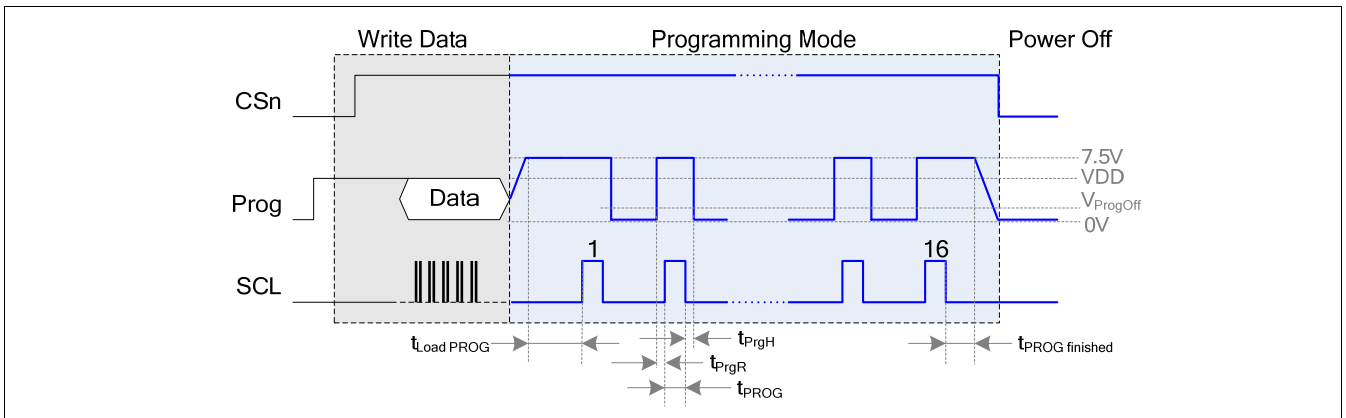 Write Data Programming Mode Power Off
CSn
7.5V
VDD
Prog Data VProgOff
0V
1 16
SCL
tLoad PROG tPrgH tPROG finished
tPrgR
tPROG